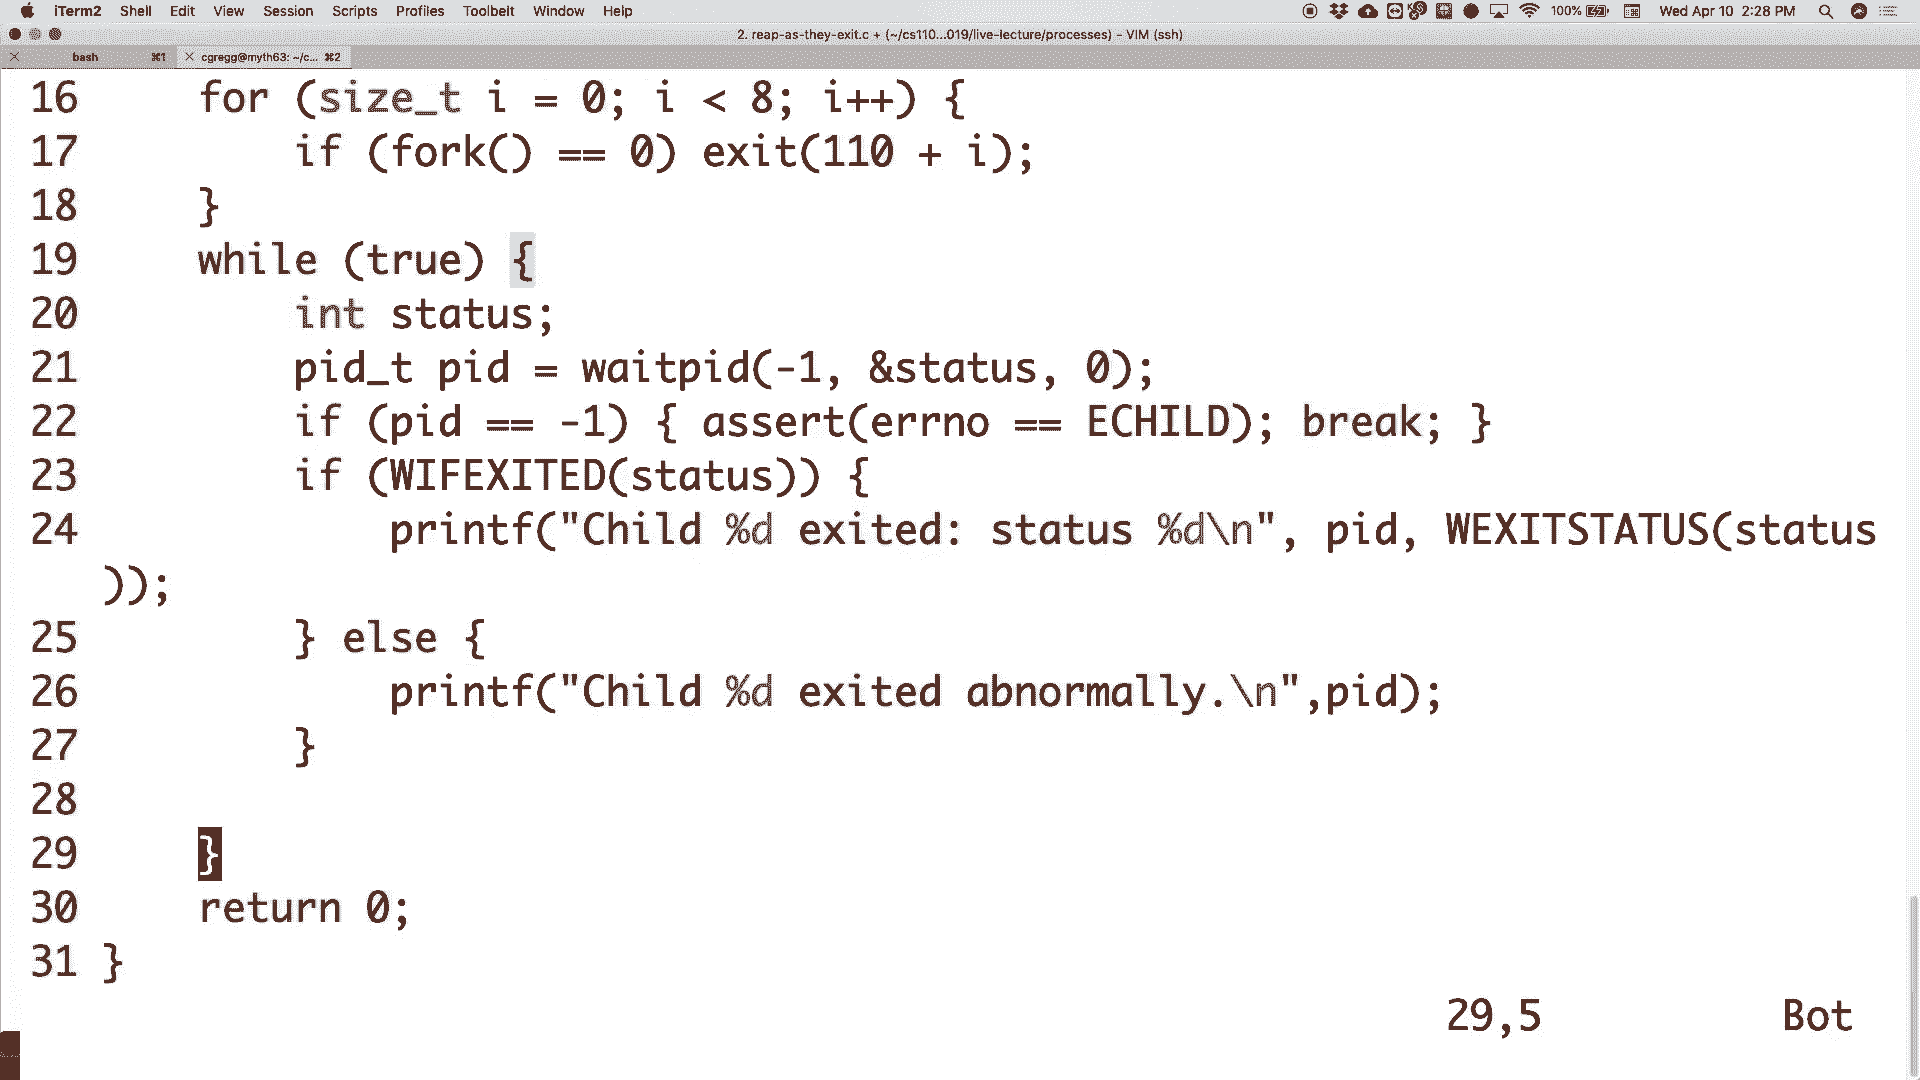 iTerm2 Shell Edit View Session Scripts Profiles Toolbelt Window Help 100% Wed Apr 10 2:28 PM
2. reap-as-they-exit.c + (~/cs110...019/live-lecture/processes) - VIM (ssh)
bash ⌘1 cgregg@myth63: ~/c... ⌘2
16     for (size_t i = 0; i < 8; i++) {
17         if (fork() == 0) exit(110 + i);
18     }
19     while (true) {
20         int status;
21         pid_t pid = waitpid(-1, &status, 0);
22         if (pid == -1) { assert(errno == ECHILD); break; }
23         if (WIFEXITED(status)) {
24             printf("Child %d exited: status %d\n", pid, WEXITSTATUS(status
));
25         } else {
26             printf("Child %d exited abnormally.\n",pid);
27         }
28
29     }
30     return 0;
31 }
29,5 Bot